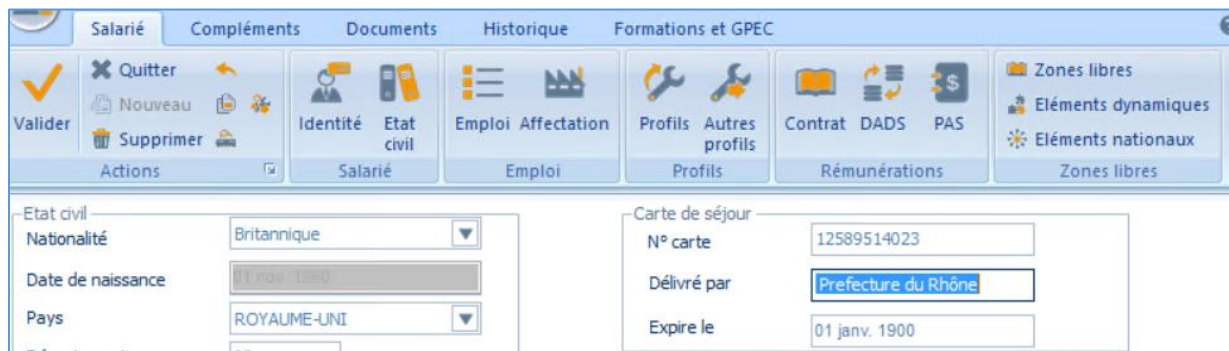 Salarié Compléments Documents Historique Formations et GPEC
Valider
Quitter
Nouveau
Supprimer
Actions
Identité
Etat civil
Salarié
Emploi
Affectation
Emploi
Profils
Autres profils
Profils
Contrat
DADS
PAS
Rémunérations
Zones libres
Eléments dynamiques
Eléments nationaux
Zones libres
Etat civil
Nationalité Britannique
Date de naissance 01 nov. 1960
Pays ROYAUME-UNI
Carte de séjour
N° carte 12589514023
Délivré par Prefecture du Rhône
Expire le 01 janv. 1900